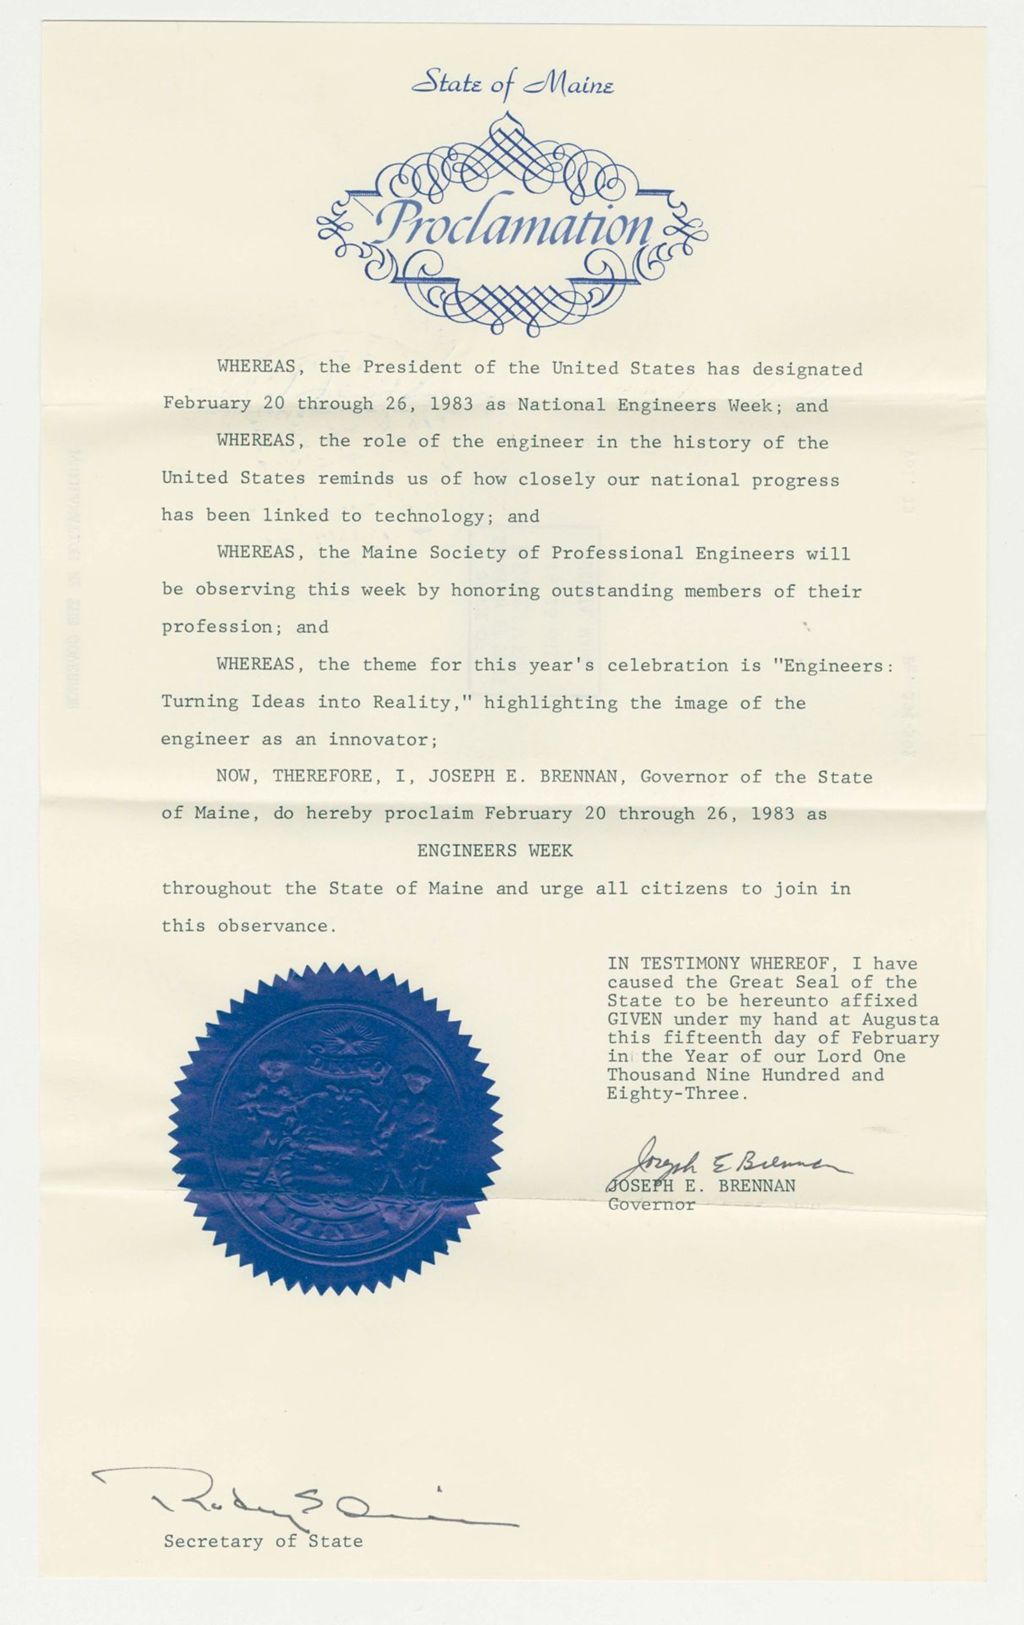 State of Maine
Proclamation
WHEREAS, the President of the United States has designated
February 20 through 26, 1983 as National Engineers Week; and
WHEREAS, the role of the engineer in the history of the
United States reminds us of how closely our national progress
has been linked to technology; and
WHEREAS, the Maine Society of Professional Engineers will
be observing this week by honoring outstanding members of their
profession; and
WHEREAS, the theme for this year's celebration is "Engineers:
Turning Ideas into Reality," highlighting the image of the
engineer as an innovator;
NOW, THEREFORE, I, JOSEPH E. BRENNAN, Governor of the State
of Maine, do hereby proclaim February 20 through 26, 1983 as
ENGINEERS WEEK
throughout the State of Maine and urge all citizens to join in
this observance.
IN TESTIMONY WHEREOF, I have
caused the Great Seal of the
State to be hereunto affixed
GIVEN under my hand at Augusta
this fifteenth day of February
in the Year of our Lord One
Thousand Nine Hundred and
Eighty-Three.
Joseph E Brennan
JOSEPH E. BRENNAN
Governor
DIRIGO
MAINE
Secretary of State